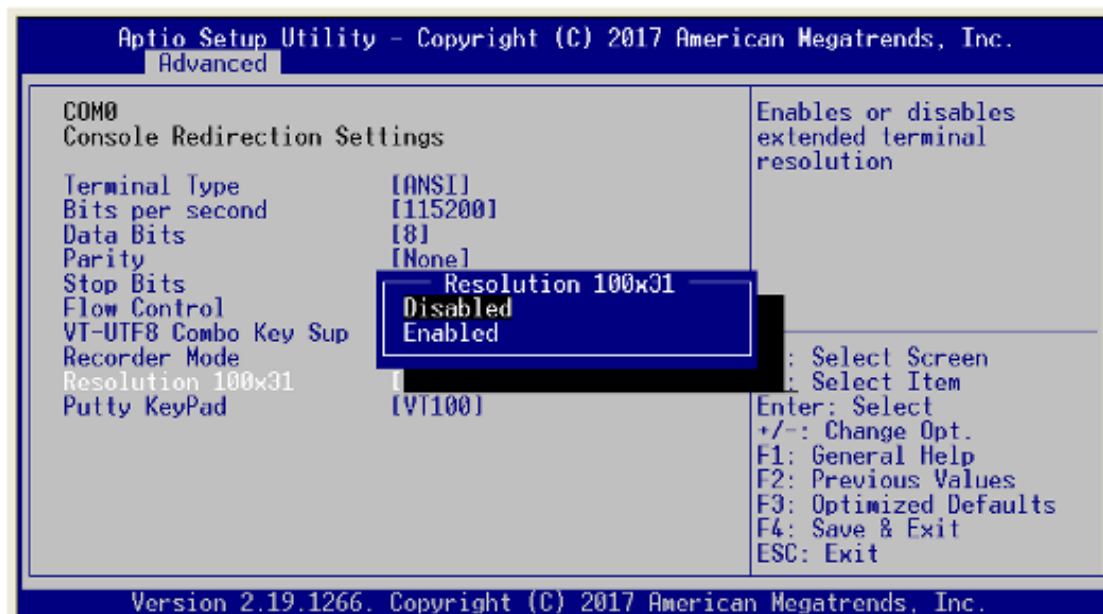 Aptio Setup Utility - Copyright (C) 2017 American Megatrends, Inc.
Advanced
COM0
Console Redirection Settings
Terminal Type [ANSI]
Bits per second [115200]
Data Bits [8]
Parity [None]
Stop Bits
Flow Control
VT-UTF8 Combo Key Sup
Recorder Mode
Resolution 100x31 [
Putty KeyPad [VT100]
Resolution 100x31
Disabled
Enabled
Enables or disables
extended terminal
resolution
: Select Screen
: Select Item
Enter: Select
+/-: Change Opt.
F1: General Help
F2: Previous Values
F3: Optimized Defaults
F4: Save & Exit
ESC: Exit
Version 2.19.1266. Copyright (C) 2017 American Megatrends, Inc.